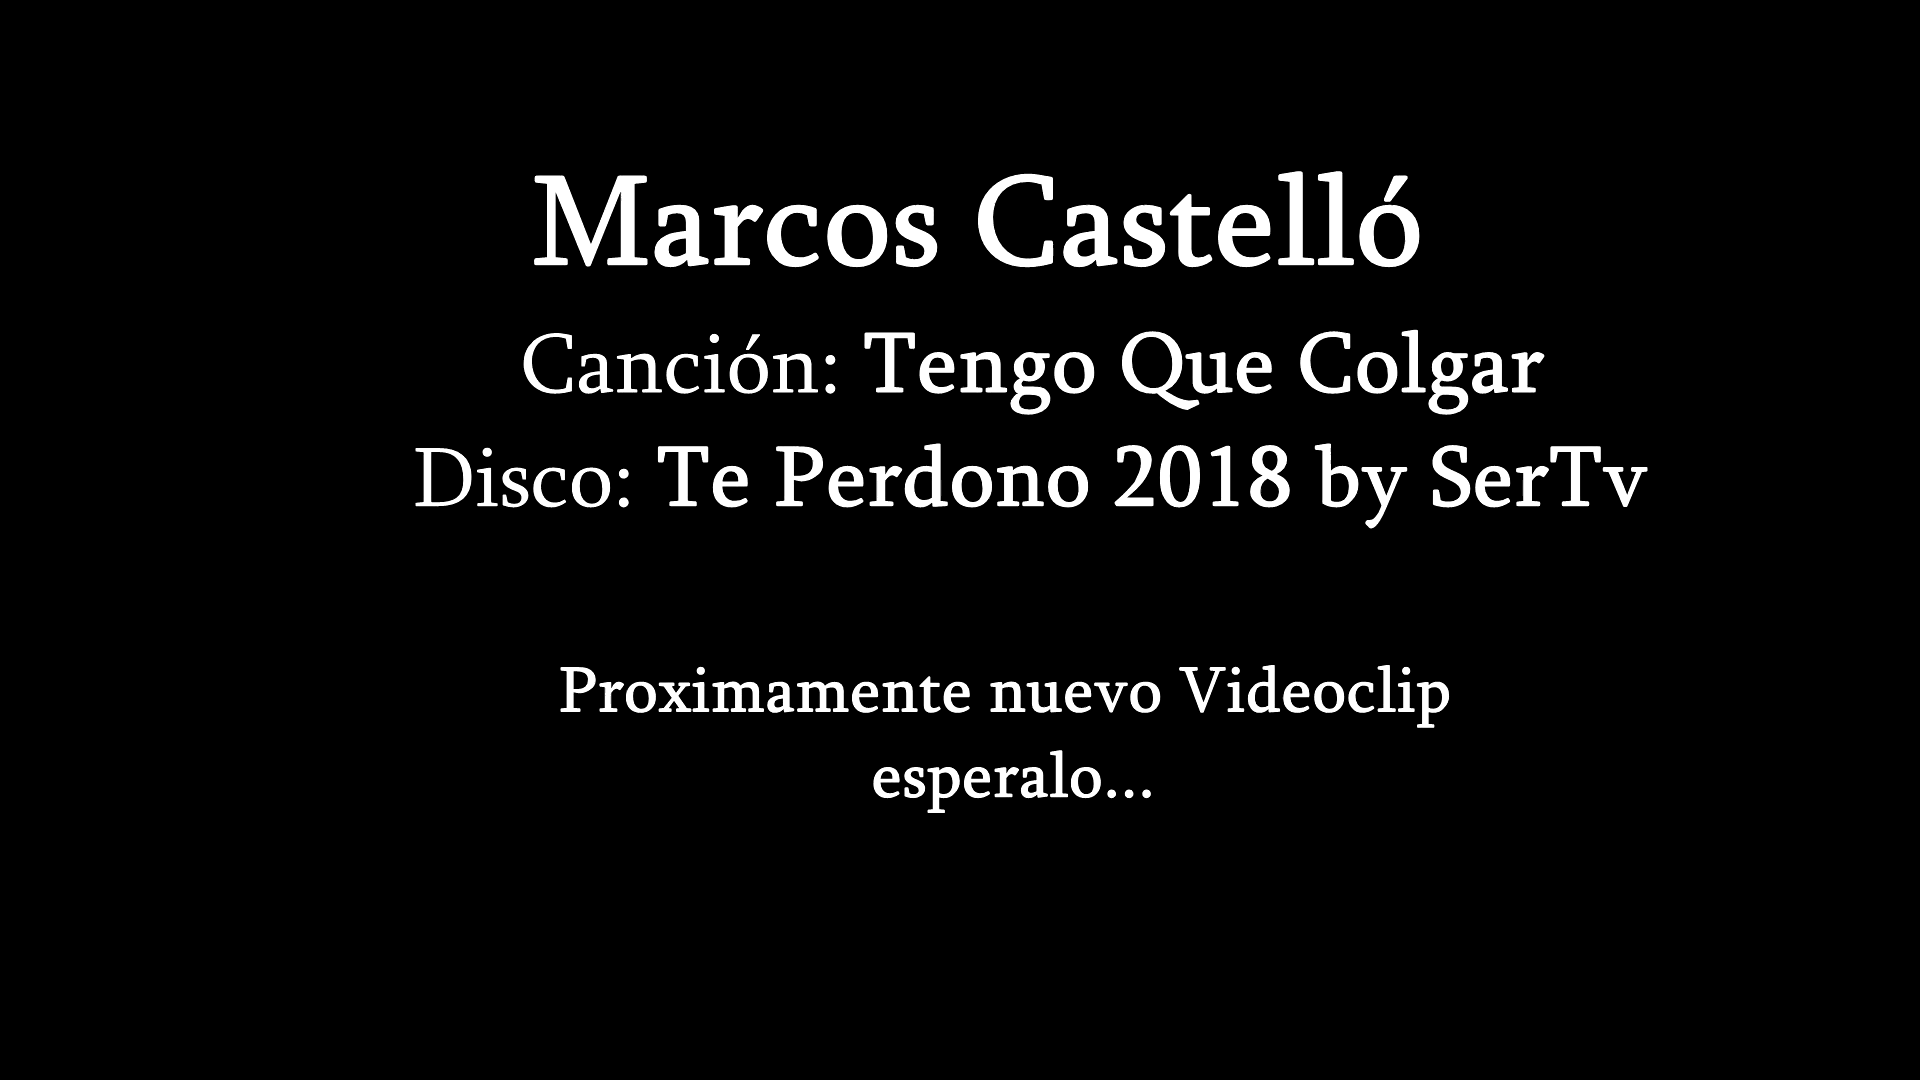 Marcos Castelló
Canción: Tengo Que Colgar
Disco: Te Perdono 2018 by SerTv
Proximamente nuevo Videoclip
esperalo...